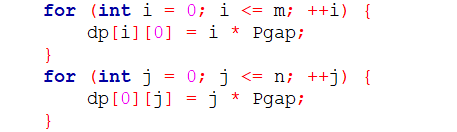 for (int i = 0; i <= m; ++i) {
    dp[i][0] = i * Pgap;
}
for (int j = 0; j <= n; ++j) {
    dp[0][j] = j * Pgap;
}